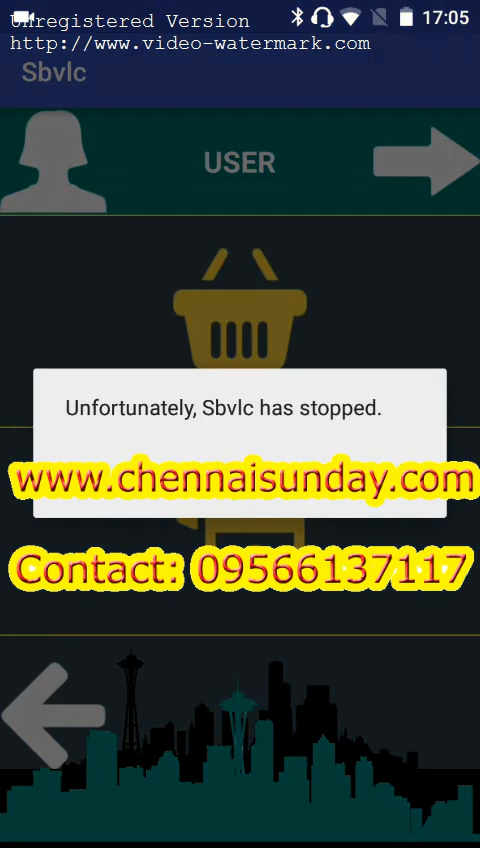 Unregistered Version
17:05
http://www.video-watermark.com
Sbvlc
USER
Unfortunately, Sbvlc has stopped.
www.chennaisunday.com
Contact: 09566137117